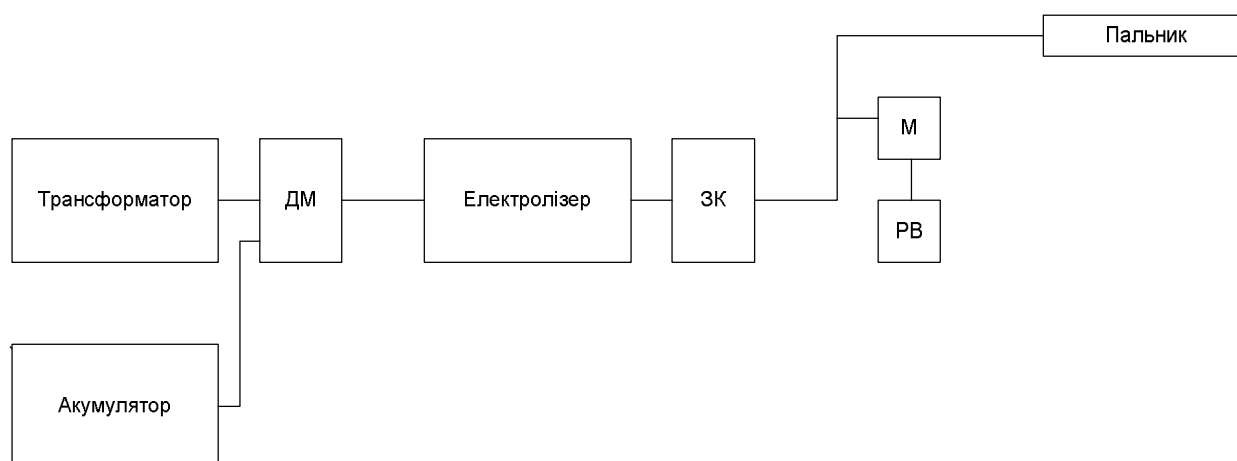 Пальник
М
Трансформатор
ДМ
Електролізер
ЗК
РВ
Акумулятор